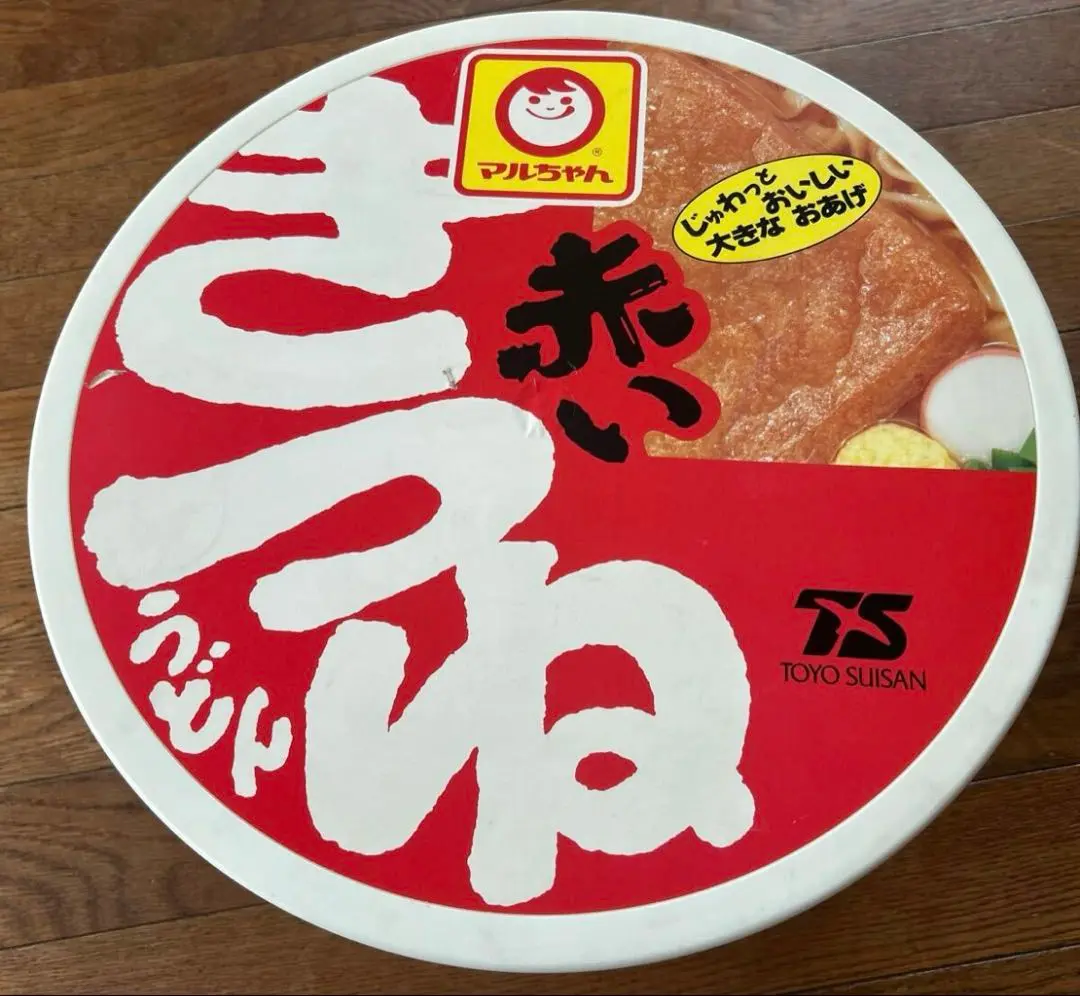 マルちゃん
®
赤い
きつね
うどん
じゅわっと
おいしい
大きな おあげ
TS
TOYO SUISAN